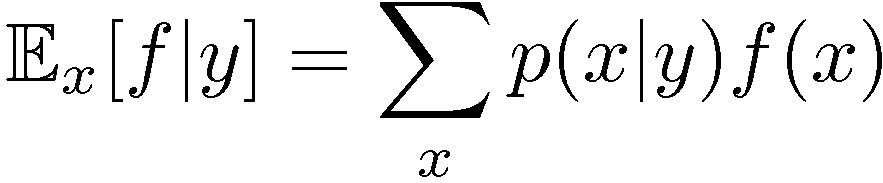 𝔼ₓ[f|y] = ∑ₓ p(x|y)f(x)